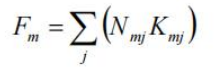 $F_m = \sum_j (N_{mj} K_{mj})$